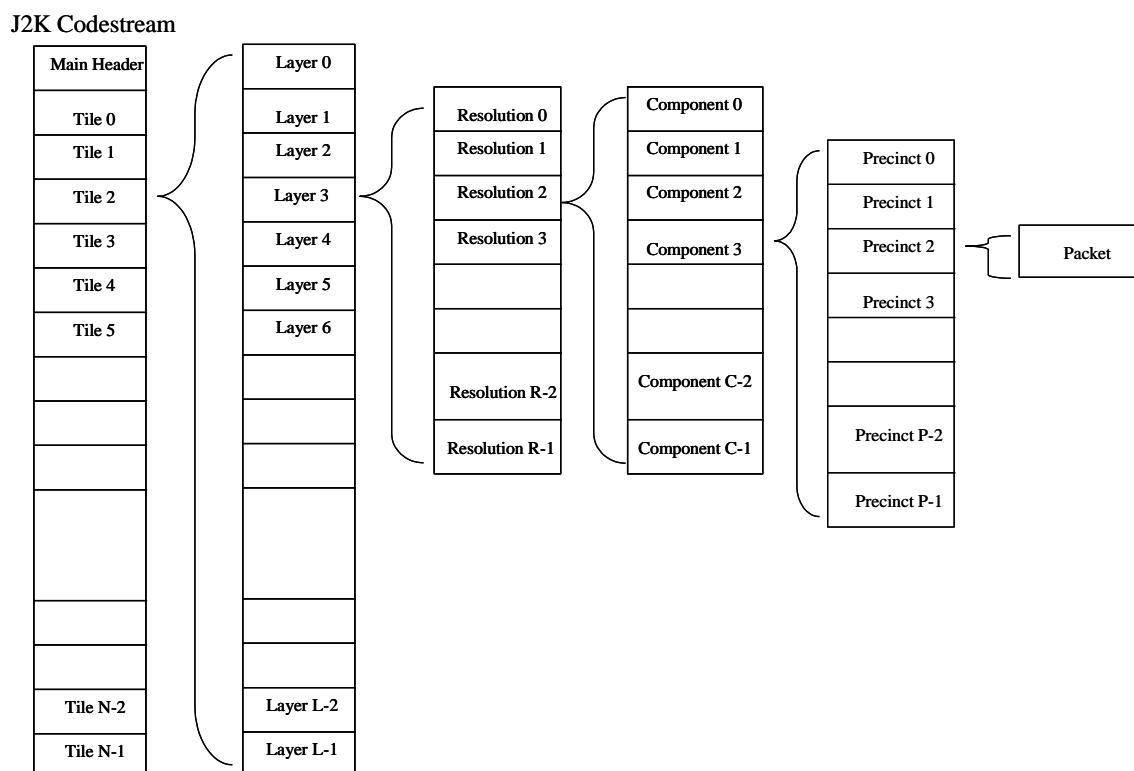 J2K Codestream
Main Header
Tile 0
Tile 1
Tile 2
Tile 3
Tile 4
Tile 5
Tile N-2
Tile N-1
Layer 0
Layer 1
Layer 2
Layer 3
Layer 4
Layer 5
Layer 6
Layer L-2
Layer L-1
Resolution 0
Resolution 1
Resolution 2
Resolution 3
Resolution R-2
Resolution R-1
Component 0
Component 1
Component 2
Component 3
Component C-2
Component C-1
Precinct 0
Precinct 1
Precinct 2
Precinct 3
Precinct P-2
Precinct P-1
Packet